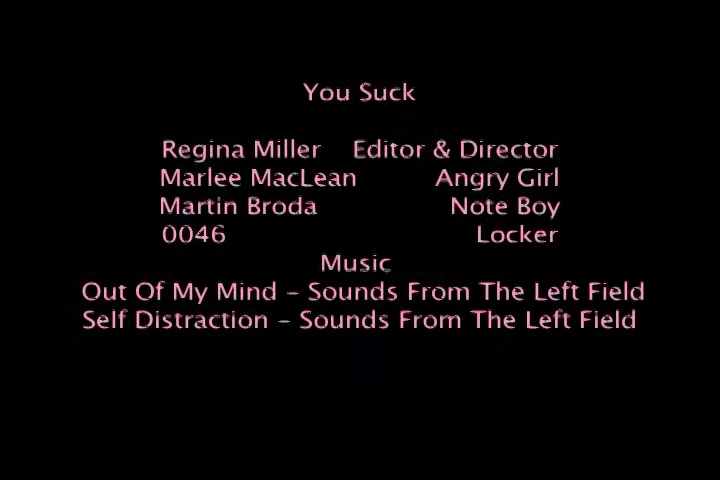 You Suck
Regina Miller Editor & Director
Marlee MacLean Angry Girl
Martin Broda Note Boy
0046 Locker
Music
Out Of My Mind - Sounds From The Left Field
Self Distraction - Sounds From The Left Field